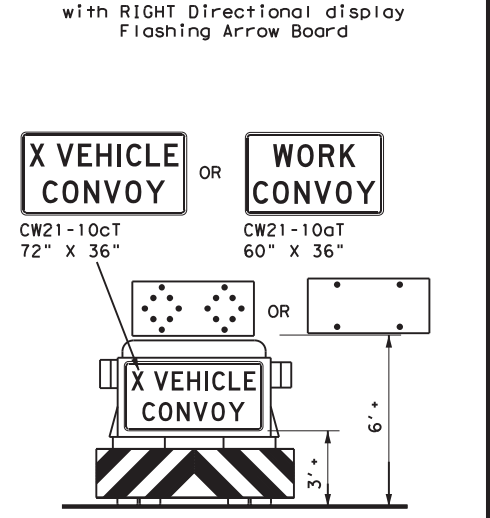 with RIGHT Directional display
Flashing Arrow Board
X VEHICLE
CONVOY
OR
WORK
CONVOY
CW21-10cT
72" X 36"
CW21-10aT
60" X 36"
OR
X VEHICLE
CONVOY
6' +
3' +